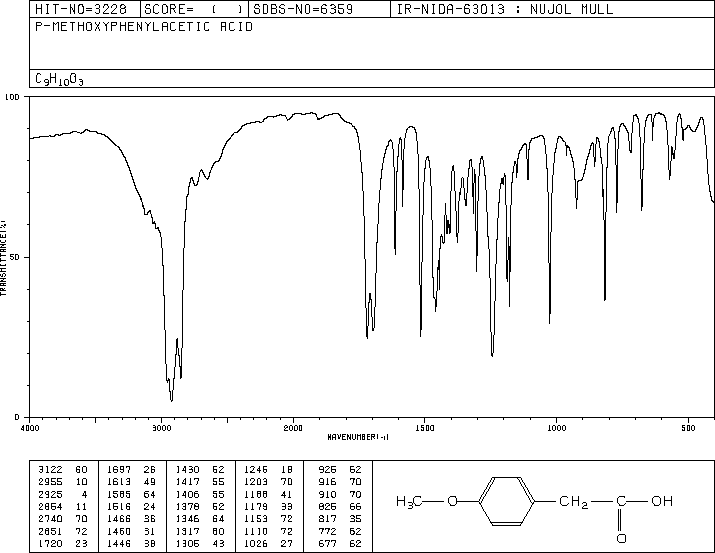 HIT-NO=3228 SCORE= ( ) SDBS-NO=6359 IR-NIDA-63013 : NUJOL MULL
P-METHOXYPHENYLACETIC ACID
C9H10O3
100
50
0
TRANSMITTANCE(%)
4000 3000 2000 1500 1000 500
WAVENUMBER(-1)
3122 60 1697 26 1430 52 1246 18 926 62
2955 10 1613 49 1417 55 1203 70 916 70
2925 4 1585 64 1406 55 1188 41 910 70
2854 11 1516 24 1378 52 1179 33 825 66
2740 70 1466 36 1346 64 1153 72 817 35
2651 72 1460 31 1317 60 1110 72 772 62
1720 23 1446 38 1305 43 1026 27 677 62
H3C O CH2 C OH
O